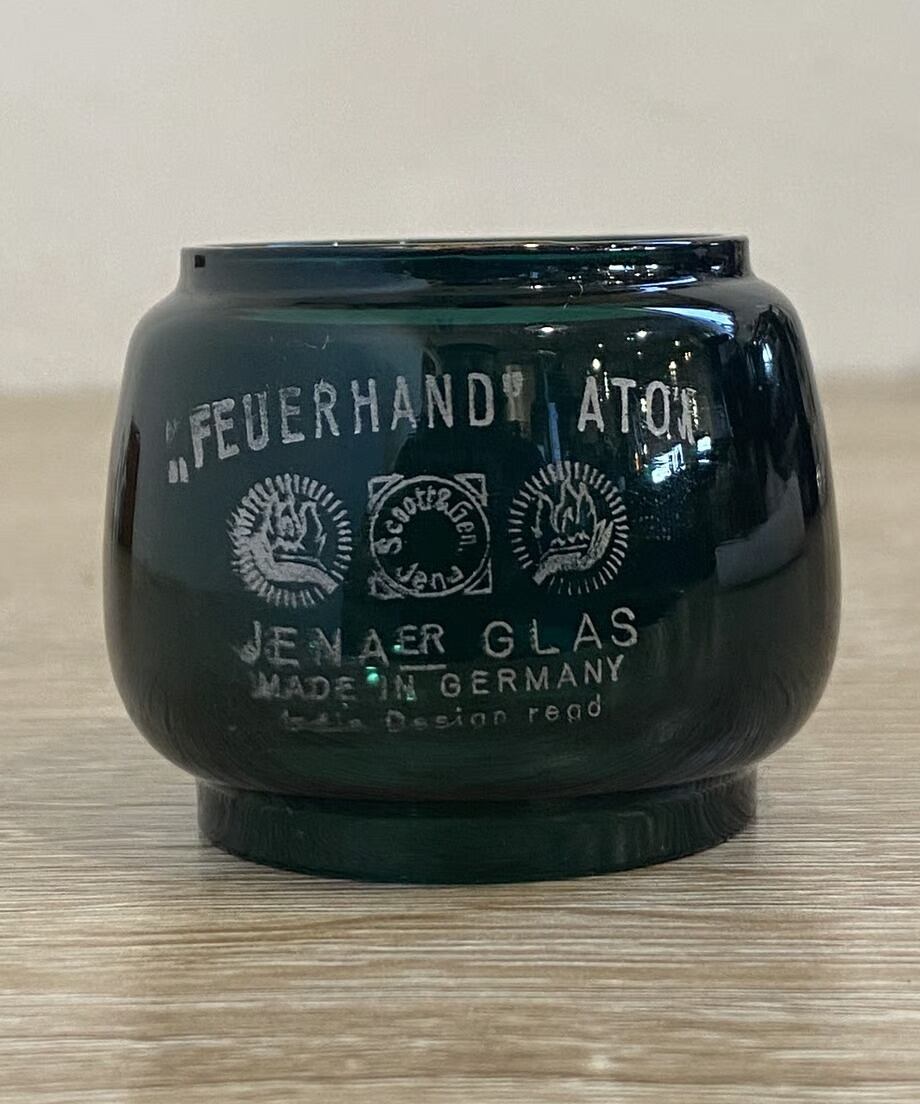 „FEUERHAND" ATOM
Schott&Gen.
Jena
JENAER GLAS
MADE IN GERMANY
India Design regd